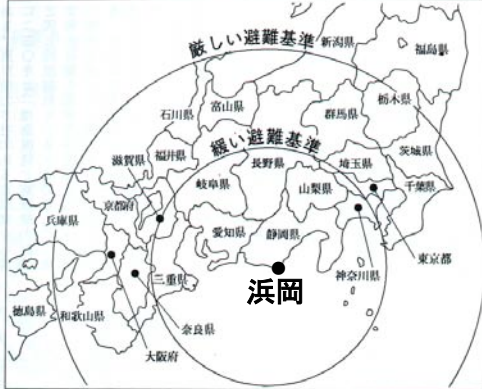 新潟県
福島県
厳しい避難基準
栃木県
石川県
富山県
群馬県
滋賀県
福井県
緩い避難基準
茨城県
長野県
埼玉県
京都府
岐阜県
山梨県
千葉県
兵庫県
愛知県
静岡県
東京都
三重県
浜岡
神奈川県
徳島県
和歌山県
奈良県
大阪府